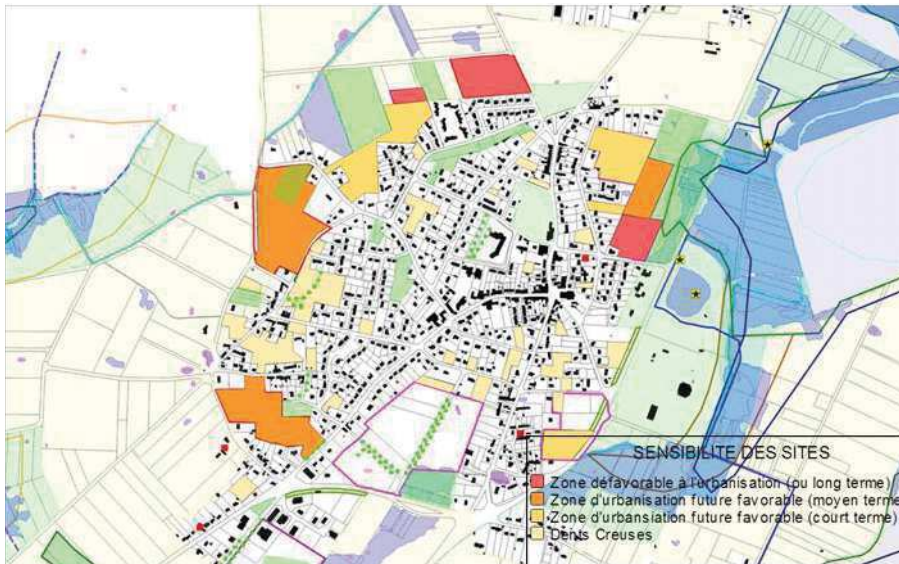 SENSIBILITE DES SITES
Zone défavorable à l'urbanisation (ou long terme)
Zone d'urbanisation future favorable (moyen terme
Zone d'urbansiation future favorable (court terme)
Dents Creuses